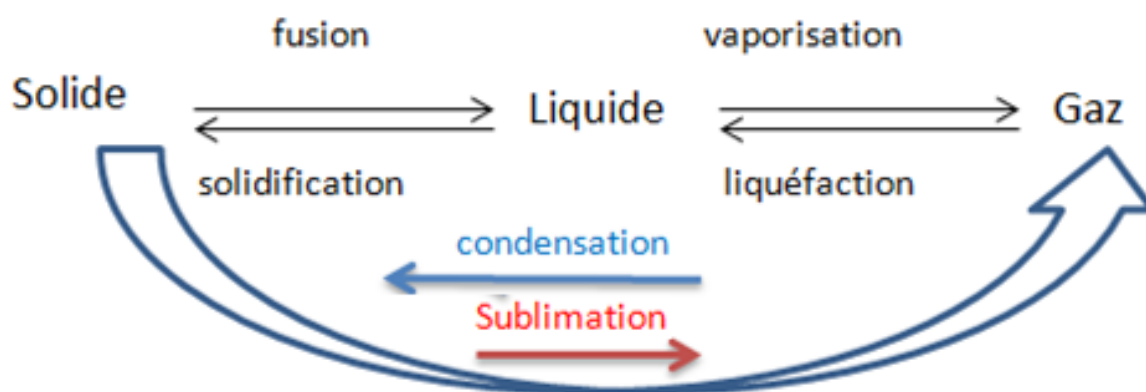 fusion vaporisation
Solide Liquide Gaz
solidification liquéfaction
condensation
Sublimation